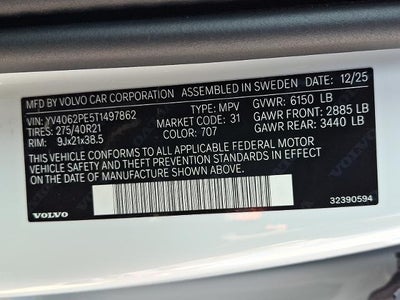 MFD BY VOLVO CAR CORPORATION ASSEMBLED IN SWEDEN DATE: 12/25
VIN: YV4062PE5T1497862 TYPE: MPV GVWR: 6150 LB
TIRES: 275/40R21 MARKET CODE: 31 GAWR FRONT: 2885 LB
RIM: 9Jx21x38.5 COLOR: 707 GAWR REAR: 3440 LB
THIS VEHICLE CONFORMS TO ALL APPLICABLE FEDERAL MOTOR
VEHICLE SAFETY BUMPER AND THEFT PREVENTION STANDARDS
IN EFFECT ON THE DATE OF MANUFACTURE SHOWN ABOVE.
VOLVO 32390594